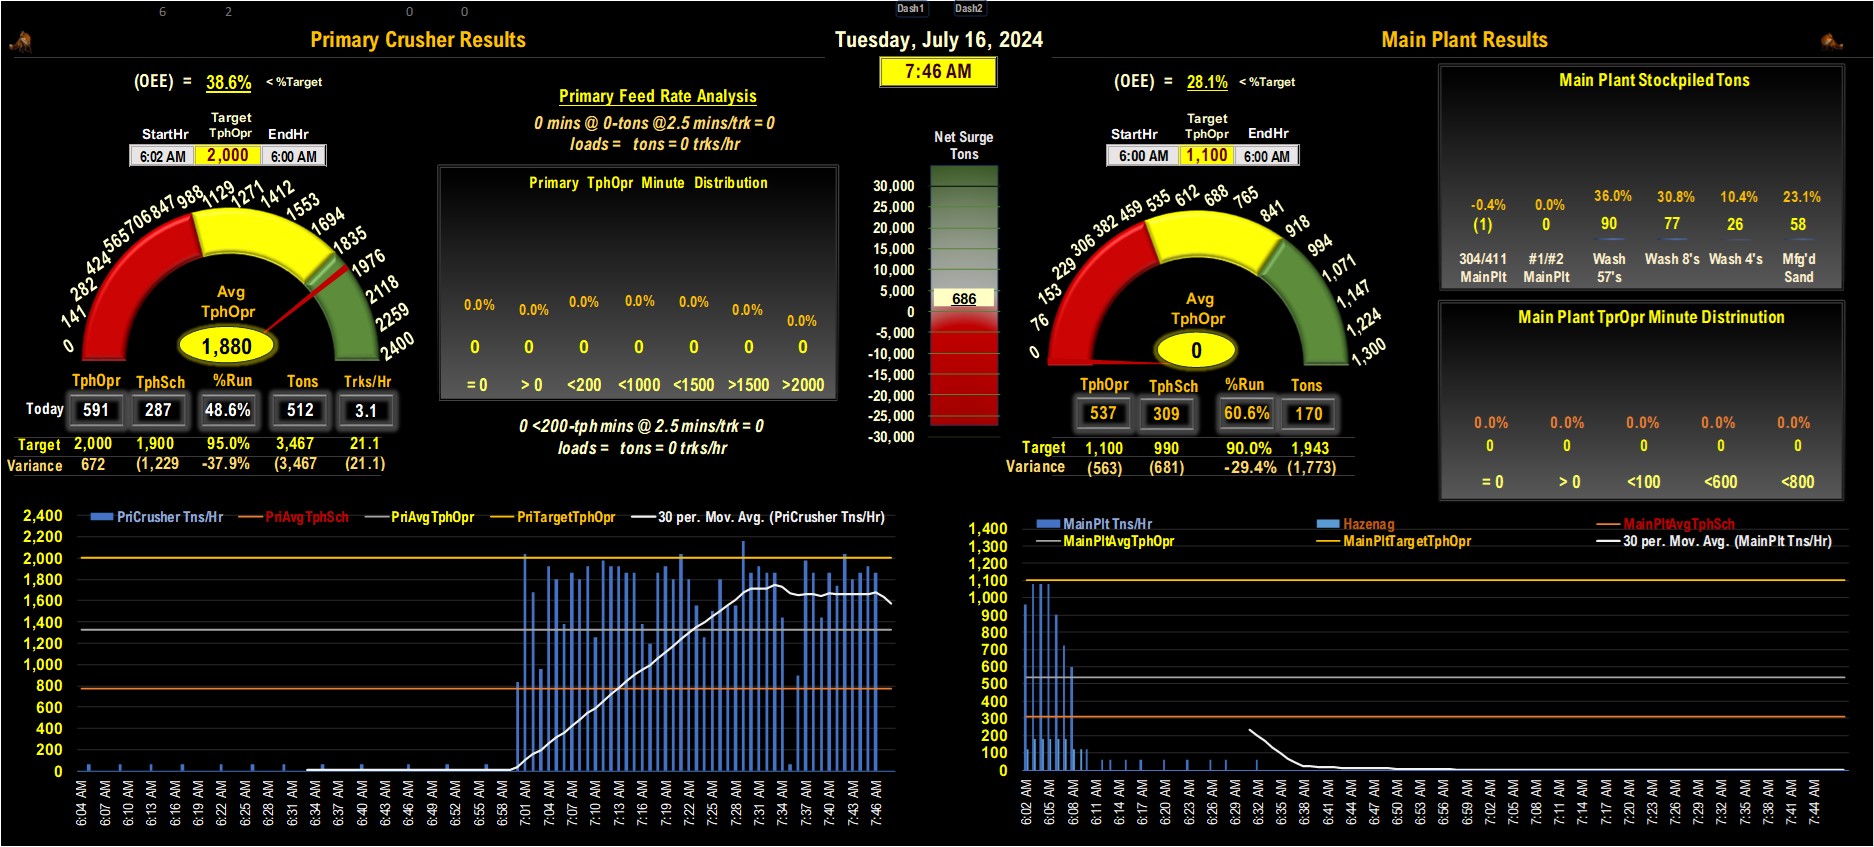 6 2 0 0 Dash1 Dash2
Primary Crusher Results
Tuesday, July 16, 2024
Main Plant Results
7:46 AM
(OEE) = 38.6% < %Target
StartHr Target TphOpr EndHr
6:02 AM 2,000 6:00 AM
0 141 282 424 565 706 847 988 1129 1271 1412 1553 1694 1835 1976 2118 2259 2400
Avg
TphOpr
1,880
TphOpr TphSch %Run Tons Trks/Hr
Today 591 287 48.6% 512 3.1
Target 2,000 1,900 95.0% 3,467 21.1
Variance 672 (1,229 -37.9% (3,467 (21.1)
Primary Feed Rate Analysis
0 mins @ 0-tons @2.5 mins/trk = 0
loads = tons = 0 trks/hr
Primary TphOpr Minute Distribution
0.0% 0.0% 0.0% 0.0% 0.0% 0.0% 0.0%
0 0 0 0 0 0 0
= 0 > 0 <200 <1000 <1500 >1500 >2000
0 <200-tph mins @ 2.5 mins/trk = 0
loads = tons = 0 trks/hr
Net Surge
Tons
30,000
25,000
20,000
15,000
10,000
5,000
686
0
-5,000
-10,000
-15,000
-20,000
-25,000
-30,000
(OEE) = 28.1% < %Target
StartHr Target TphOpr EndHr
6:00 AM 1,100 6:00 AM
0 76 153 229 306 382 459 535 612 688 765 841 918 994 1,071 1,147 1,224 1,300
Avg
TphOpr
0
TphOpr TphSch %Run Tons
537 309 60.6% 170
Target 1,100 990 90.0% 1,943
Variance (563) (681) -29.4% (1,773)
Main Plant Stockpiled Tons
-0.4% 0.0% 36.0% 30.8% 10.4% 23.1%
(1) 0 90 77 26 58
304/411 #1/#2 Wash Wash 8's Wash 4's Mfg'd
MainPlt MainPlt 57's Sand
Main Plant TprOpr Minute Distrinution
0.0% 0.0% 0.0% 0.0% 0.0%
0 0 0 0 0
= 0 > 0 <100 <600 <800
PriCrusher Tns/Hr PriAvgTphSch PriAvgTphOpr PriTargetTphOpr 30 per. Mov. Avg. (PriCrusher Tns/Hr)
2,400
2,200
2,000
1,800
1,600
1,400
1,200
1,000
800
600
400
200
0
6:04 AM 6:07 AM 6:10 AM 6:13 AM 6:16 AM 6:19 AM 6:22 AM 6:25 AM 6:28 AM 6:31 AM 6:34 AM 6:37 AM 6:40 AM 6:43 AM 6:46 AM 6:49 AM 6:52 AM 6:55 AM 6:58 AM 7:01 AM 7:04 AM 7:07 AM 7:10 AM 7:13 AM 7:16 AM 7:19 AM 7:22 AM 7:25 AM 7:28 AM 7:31 AM 7:34 AM 7:37 AM 7:40 AM 7:43 AM 7:46 AM
MainPlt Tns/Hr Hazenag MainPltAvgTphSch
MainPltAvgTphOpr MainPltTargetTphOpr 30 per. Mov. Avg. (MainPlt Tns/Hr)
1,400
1,300
1,200
1,100
1,000
900
800
700
600
500
400
300
200
100
0
6:02 AM 6:05 AM 6:08 AM 6:11 AM 6:14 AM 6:17 AM 6:20 AM 6:23 AM 6:26 AM 6:29 AM 6:32 AM 6:35 AM 6:38 AM 6:41 AM 6:44 AM 6:47 AM 6:50 AM 6:53 AM 6:56 AM 6:59 AM 7:02 AM 7:05 AM 7:08 AM 7:11 AM 7:14 AM 7:17 AM 7:20 AM 7:23 AM 7:26 AM 7:29 AM 7:32 AM 7:35 AM 7:38 AM 7:41 AM 7:44 AM